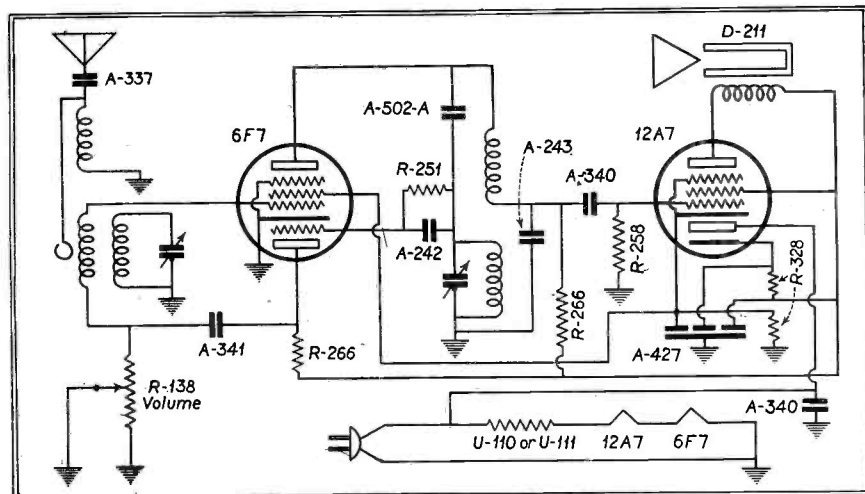 D-211
A-337
6F7
A-502-A
12A7
A-243
R-251
A-340
A-242
R-258
R-328
R-266
A-341
R-266
A-427
R-138
Volume
A-340
U-110 or U-111
12A7
6F7